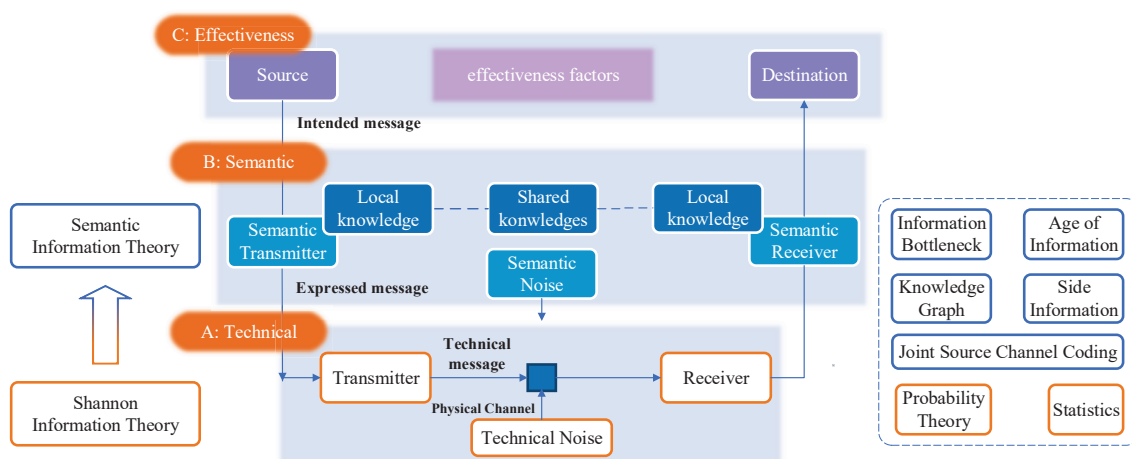 C: Effectiveness
Source
effectiveness factors
Destination
Intended message
B: Semantic
Local
knowledge
Shared
konwledges
Local
knowledge
Semantic
Transmitter
Semantic
Receiver
Semantic
Noise
Expressed message
A: Technical
Transmitter
Technical
message
Receiver
Physical Channel
Technical Noise
Semantic
Information Theory
Shannon
Information Theory
Information
Bottleneck
Age of
Information
Knowledge
Graph
Side
Information
Joint Source Channel Coding
Probability
Theory
Statistics